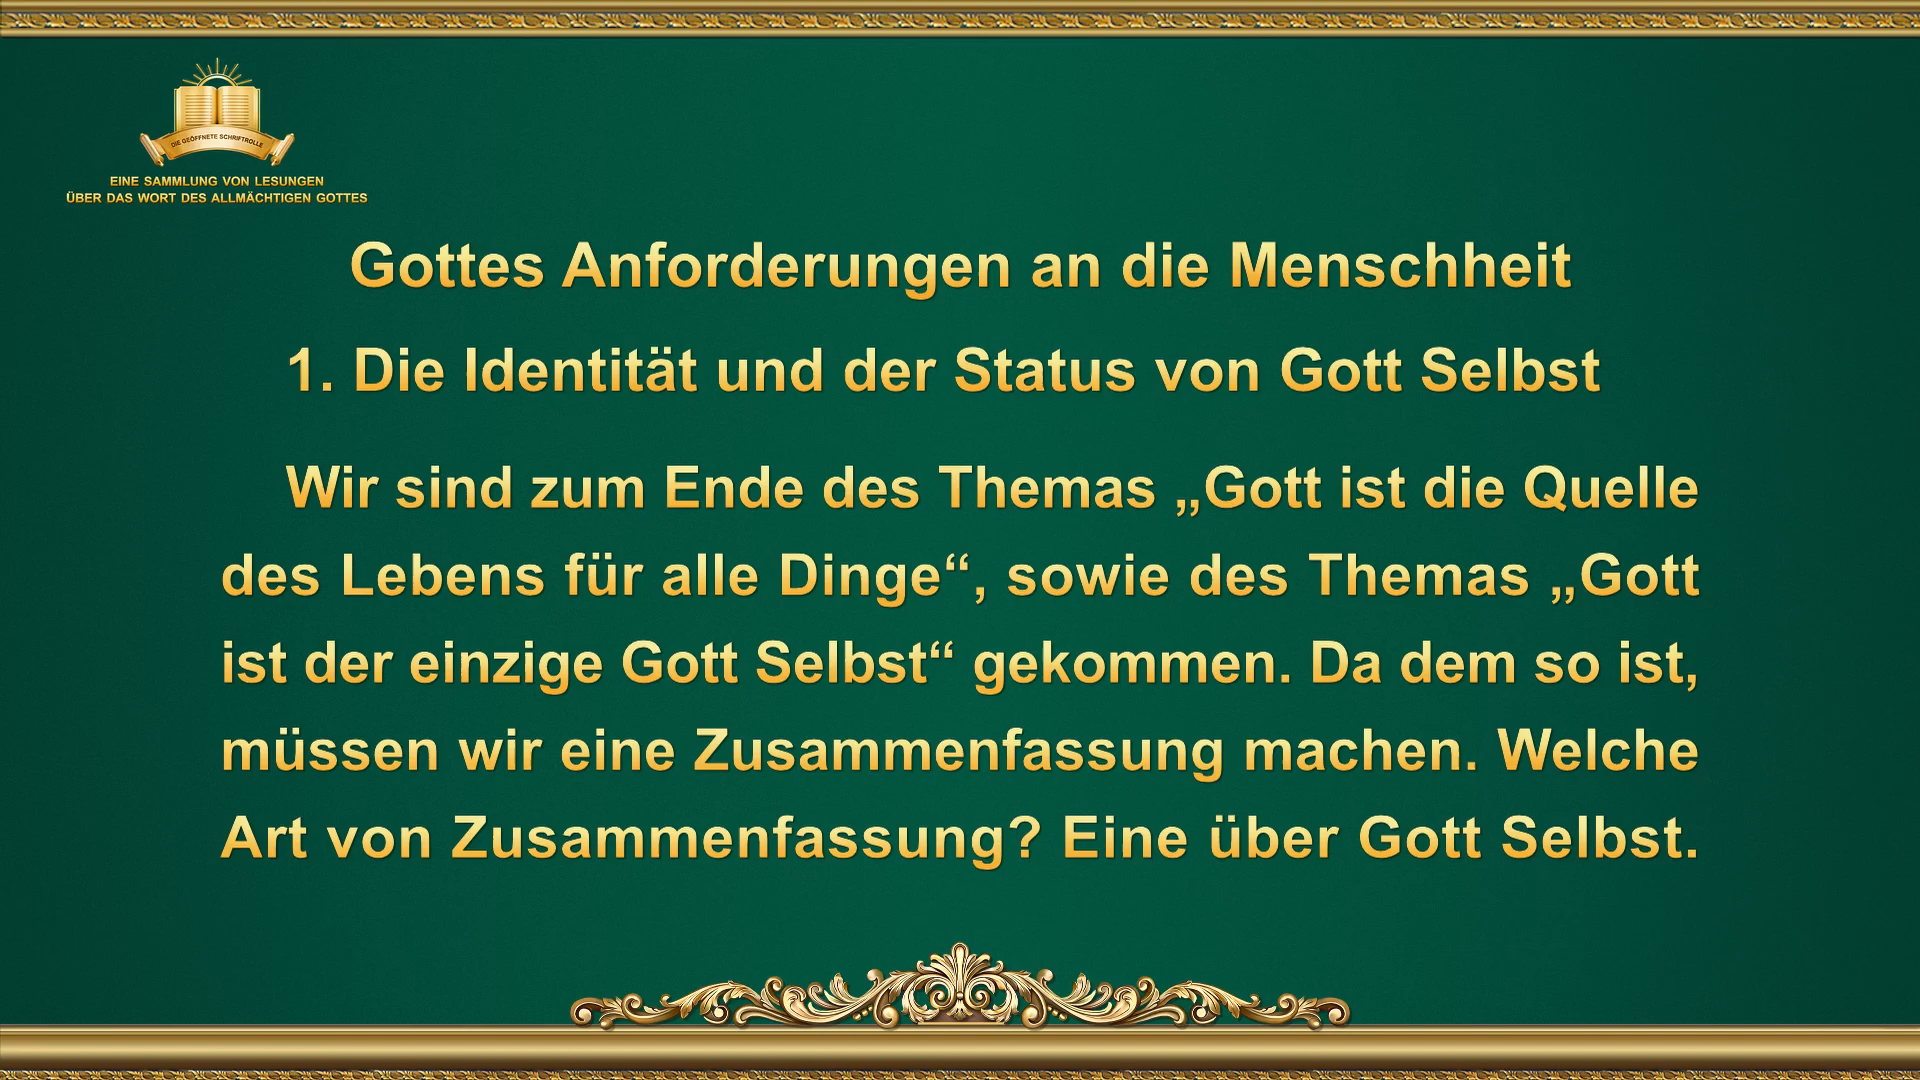 DIE GEÖFFNETE SCHRIFTROLLE
EINE SAMMLUNG VON LESUNGEN
ÜBER DAS WORT DES ALLMÄCHTIGEN GOTTES
Gottes Anforderungen an die Menschheit
1. Die Identität und der Status von Gott Selbst
Wir sind zum Ende des Themas „Gott ist die Quelle
des Lebens für alle Dinge“, sowie des Themas „Gott
ist der einzige Gott Selbst“ gekommen. Da dem so ist,
müssen wir eine Zusammenfassung machen. Welche
Art von Zusammenfassung? Eine über Gott Selbst.